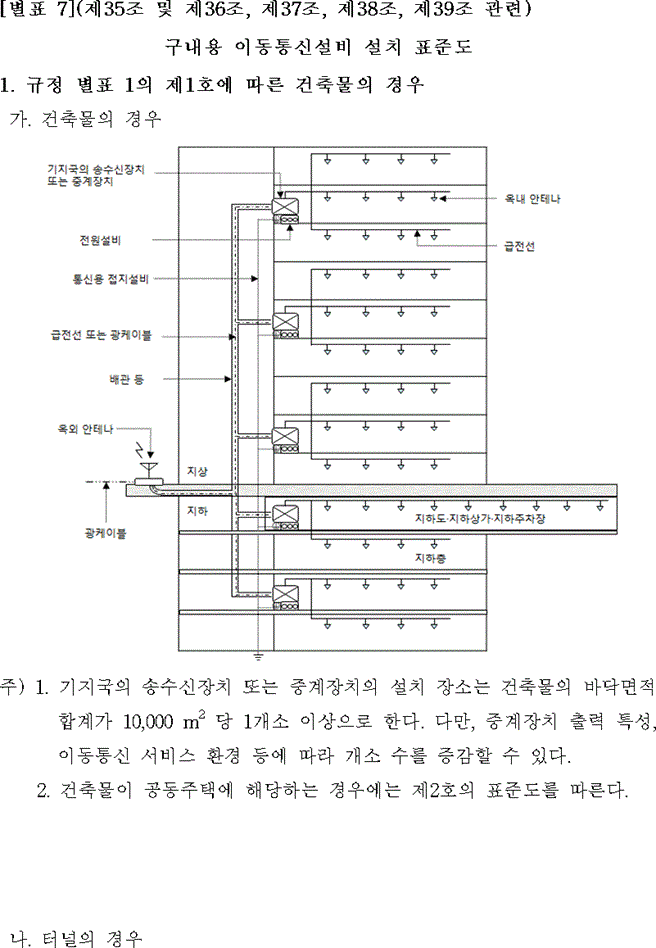 [별표 7](제35조 및 제36조, 제37조, 제38조, 제39조 관련)
구내용 이동통신설비 설치 표준도
1. 규정 별표 1의 제1호에 따른 건축물의 경우
가. 건축물의 경우
기지국의 송수신장치
또는 중계장치
옥내 안테나
전원설비
급전선
통신용 접지설비
급전선 또는 광케이블
배관 등
옥외 안테나
지상
지하
지하도·지하상가·지하주차장
광케이블
지하층
주) 1. 기지국의 송수신장치 또는 중계장치의 설치 장소는 건축물의 바닥면적
합계가 10,000 m² 당 1개소 이상으로 한다. 다만, 중계장치 출력 특성,
이동통신 서비스 환경 등에 따라 개소 수를 증감할 수 있다.
2. 건축물이 공동주택에 해당하는 경우에는 제2호의 표준도를 따른다.
나. 터널의 경우